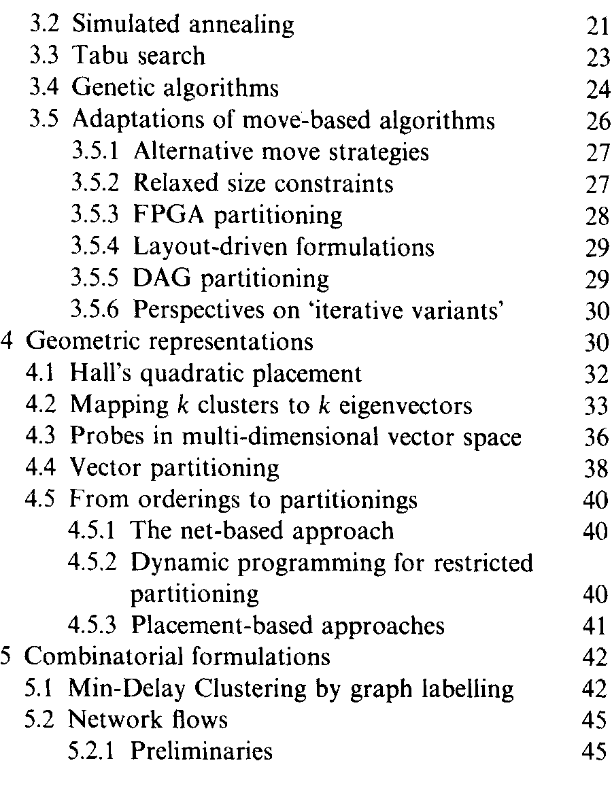 3.2 Simulated annealing 21
3.3 Tabu search 23
3.4 Genetic algorithms 24
3.5 Adaptations of move-based algorithms 26
3.5.1 Alternative move strategies 27
3.5.2 Relaxed size constraints 27
3.5.3 FPGA partitioning 28
3.5.4 Layout-driven formulations 29
3.5.5 DAG partitioning 29
3.5.6 Perspectives on ‘iterative variants’ 30
4 Geometric representations 30
4.1 Hall's quadratic placement 32
4.2 Mapping k clusters to k eigenvectors 33
4.3 Probes in multi-dimensional vector space 36
4.4 Vector partitioning 38
4.5 From orderings to partitionings 40
4.5.1 The net-based approach 40
4.5.2 Dynamic programming for restricted
partitioning 40
4.5.3 Placement-based approaches 41
5 Combinatorial formulations 42
5.1 Min-Delay Clustering by graph labelling 42
5.2 Network flows 45
5.2.1 Preliminaries 45